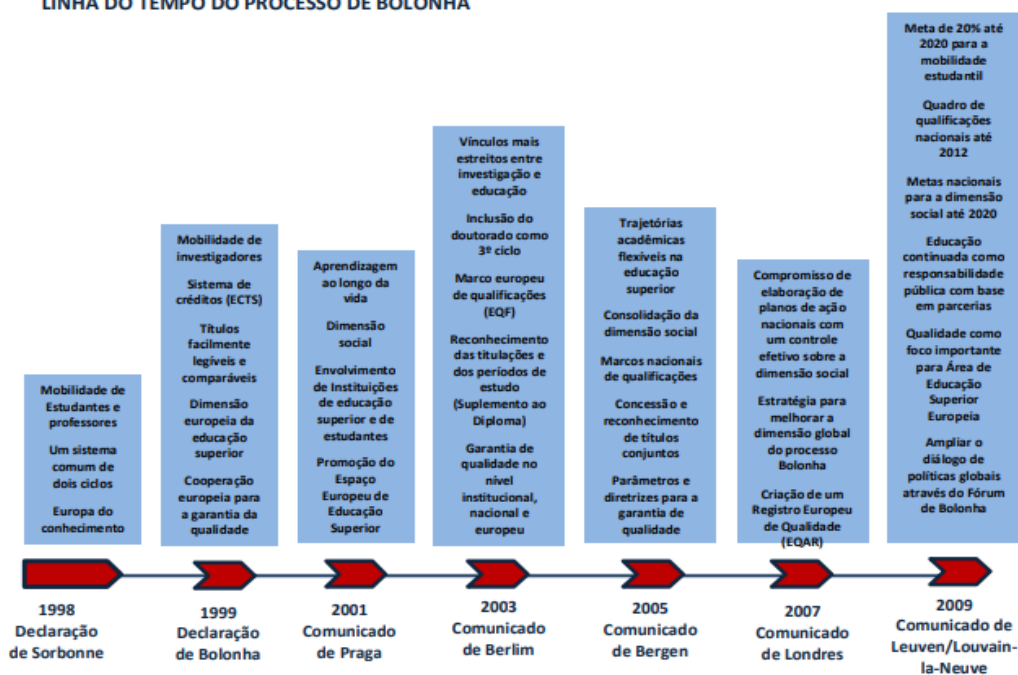 LINHA DO TEMPO DO PROCESSO DE BOLONHA
Mobilidade de
Estudantes e
professores
Um sistema
comum de
dois ciclos
Europa do
conhecimento
1998
Declaração
de Sorbonne
Mobilidade de
investigadores
Sistema de
créditos (ECTS)
Títulos
facilmente
legíveis e
comparáveis
Dimensão
europeia da
educação
superior
Cooperação
europeia para
a garantia da
qualidade
1999
Declaração
de Bolonha
Aprendizagem
ao longo da
vida
Dimensão
social
Envolvimento
de Instituições
de educação
superior e de
estudantes
Promoção do
Espaço
Europeu de
Educação
Superior
2001
Comunicado
de Praga
Vínculos mais
estreitos entre
investigação e
educação
Inclusão do
doutorado como
3º ciclo
Marco europeu
de qualificações
(EQF)
Reconhecimento
das titulações e
dos períodos de
estudo
(Suplemento ao
Diploma)
Garantia de
qualidade no
nível
institucional,
nacional e
europeu
2003
Comunicado
de Berlim
Trajetórias
acadêmicas
flexíveis na
educação
superior
Consolidação da
dimensão social
Marcos nacionais
de qualificações
Concessão e
reconhecimento
de títulos
conjuntos
Parâmetros e
diretrizes para a
garantia de
qualidade
2005
Comunicado
de Bergen
Compromisso de
elaboração de
planos de ação
nacionais com
um controle
efetivo sobre a
dimensão social
Estratégia para
melhorar a
dimensão global
do processo
Bolonha
Criação de um
Registro Europeu
de Qualidade
(EQAR)
2007
Comunicado
de Londres
Meta de 20% até
2020 para a
mobilidade
estudantil
Quadro de
qualificações
nacionais até
2012
Metas nacionais
para a dimensão
social até 2020
Educação
continuada como
responsabilidade
pública com base
em parcerias
Qualidade como
foco importante
para Área de
Educação
Superior
Europeia
Ampliar o
diálogo de
políticas globais
através do Fórum
de Bolonha
2009
Comunicado de
Leuven/Louvain-
la-Neuve